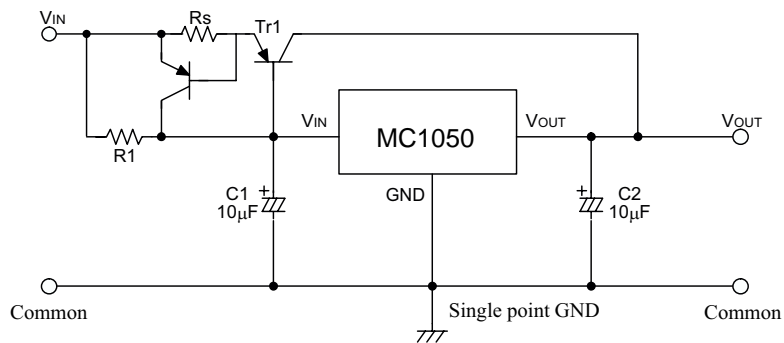 VIN
Rs
Tr1
R1
VIN
MC1050
VOUT
VOUT
GND
C1
+
10μF
C2
+
10μF
Common
Single point GND
Common